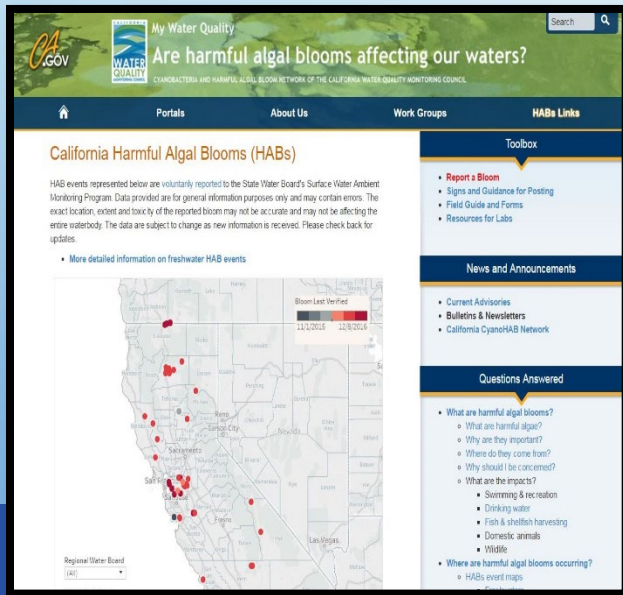 CA.GOV
CALIFORNIA
WATER
QUALITY
MONITORING COUNCIL
My Water Quality
Are harmful algal blooms affecting our waters?
CYANOBACTERIA AND HARMFUL ALGAL BLOOM NETWORK OF THE CALIFORNIA WATER QUALITY MONITORING COUNCIL
Search
Portals
About Us
Work Groups
HABs Links
California Harmful Algal Blooms (HABs)
HAB events represented below are voluntarily reported to the State Water Board's Surface Water Ambient
Monitoring Program. Data provided are for general information purposes only and may contain errors. The
exact location, extent and toxicity of the reported bloom may not be accurate and may not be affecting the
entire waterbody. The data are subject to change as new information is received. Please check back for
updates.
• More detailed information on freshwater HAB events
Bloom Last Verified
11/1/2015 12/8/2016
Reno
Carson City
Nevada
Sacramento
San
Fresno
Las Vegas
Regional Water Board
(All)
Toolbox
• Report a Bloom
• Signs and Guidance for Posting
• Field Guide and Forms
• Resources for Labs
News and Announcements
• Current Advisories
• Bulletins & Newsletters
• California CyanoHAB Network
Questions Answered
• What are harmful algal blooms?
What are harmful algae?
Why are they important?
Where do they come from?
Why should I be concerned?
What are the impacts?
Swimming & recreation
Drinking water
Fish & shellfish harvesting
Domestic animals
Wildlife
• Where are harmful algal blooms occurring?
HABs event maps